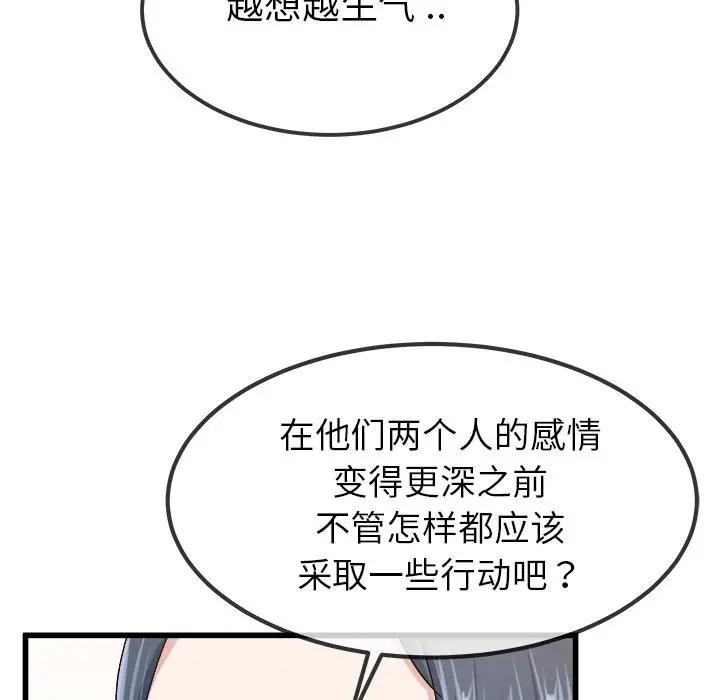 越想越生气..
在他们两个人的感情
变得更深之前
不管怎样都应该
采取一些行动吧？